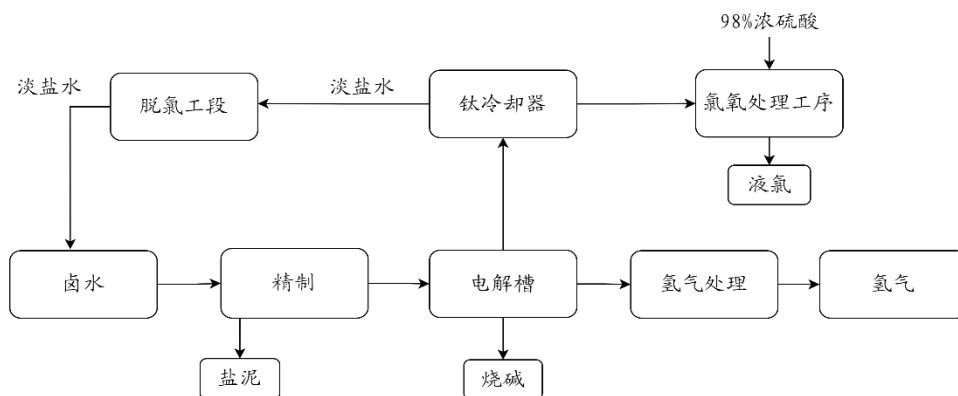 98%浓硫酸
淡盐水
淡盐水
脱氯工段
钛冷却器
氯氧处理工序
液氯
卤水
精制
电解槽
氢气处理
氢气
盐泥
烧碱